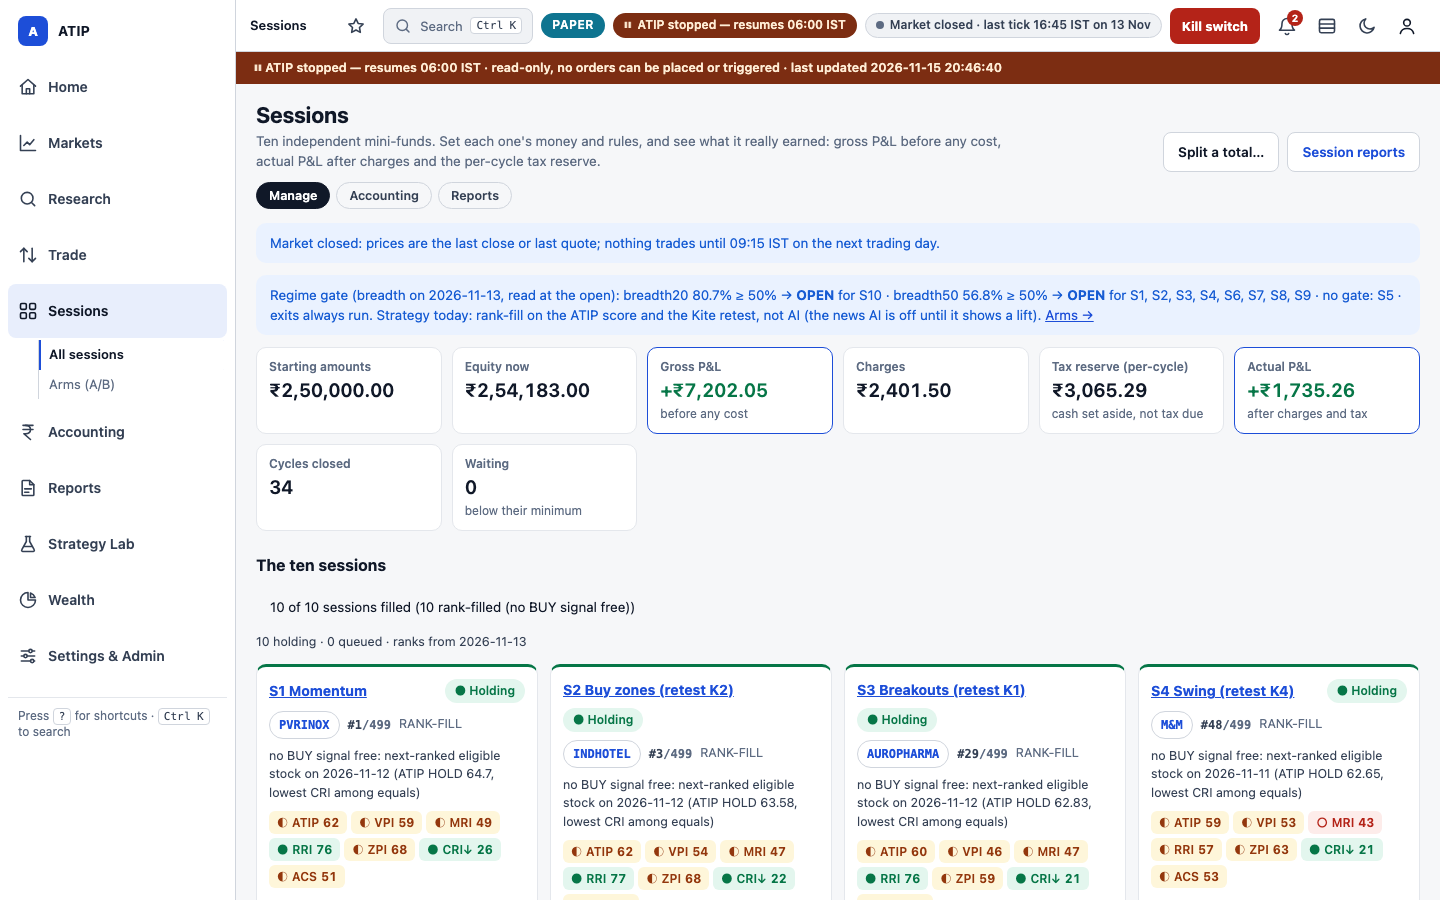 A ATIP
Home
Markets
Research
Trade
Sessions
All sessions
Arms (A/B)
Accounting
Reports
Strategy Lab
Wealth
Settings & Admin
Press ? for shortcuts · Ctrl K
to search
Sessions
Search Ctrl K
PAPER
ATIP stopped — resumes 06:00 IST
Market closed · last tick 16:45 IST on 13 Nov
Kill switch
2
ATIP stopped — resumes 06:00 IST · read-only, no orders can be placed or triggered · last updated 2026-11-15 20:46:40
Sessions
Ten independent mini-funds. Set each one's money and rules, and see what it really earned: gross P&L before any cost,
actual P&L after charges and the per-cycle tax reserve.
Split a total...
Session reports
Manage Accounting Reports
Market closed: prices are the last close or last quote; nothing trades until 09:15 IST on the next trading day.
Regime gate (breadth on 2026-11-13, read at the open): breadth20 80.7% ≥ 50% → OPEN for S10 · breadth50 56.8% ≥ 50% → OPEN for S1, S2, S3, S4, S6, S7, S8, S9 · no gate: S5 ·
exits always run. Strategy today: rank-fill on the ATIP score and the Kite retest, not AI (the news AI is off until it shows a lift). Arms →
Starting amounts
₹2,50,000.00
Equity now
₹2,54,183.00
Gross P&L
+₹7,202.05
before any cost
Charges
₹2,401.50
Tax reserve (per-cycle)
₹3,065.29
cash set aside, not tax due
Actual P&L
+₹1,735.26
after charges and tax
Cycles closed
34
Waiting
0
below their minimum
The ten sessions
10 of 10 sessions filled (10 rank-filled (no BUY signal free))
10 holding · 0 queued · ranks from 2026-11-13
S1 Momentum
Holding
PVRINOX #1/499 RANK-FILL
no BUY signal free: next-ranked eligible
stock on 2026-11-12 (ATIP HOLD 64.7,
lowest CRI among equals)
ATIP 62 VPI 59 MRI 49
RRI 76 ZPI 68 CRI↓ 26
ACS 51
S2 Buy zones (retest K2)
Holding
INDHOTEL #3/499 RANK-FILL
no BUY signal free: next-ranked eligible
stock on 2026-11-12 (ATIP HOLD 63.58,
lowest CRI among equals)
ATIP 62 VPI 54 MRI 47
RRI 77 ZPI 68 CRI↓ 22
S3 Breakouts (retest K1)
Holding
AUROPHARMA #29/499 RANK-FILL
no BUY signal free: next-ranked eligible
stock on 2026-11-12 (ATIP HOLD 62.83,
lowest CRI among equals)
ATIP 60 VPI 46 MRI 47
RRI 76 ZPI 59 CRI↓ 21
S4 Swing (retest K4)
Holding
M&M #48/499 RANK-FILL
no BUY signal free: next-ranked eligible
stock on 2026-11-11 (ATIP HOLD 62.65,
lowest CRI among equals)
ATIP 59 VPI 53 MRI 43
RRI 57 ZPI 63 CRI↓ 21
ACS 53